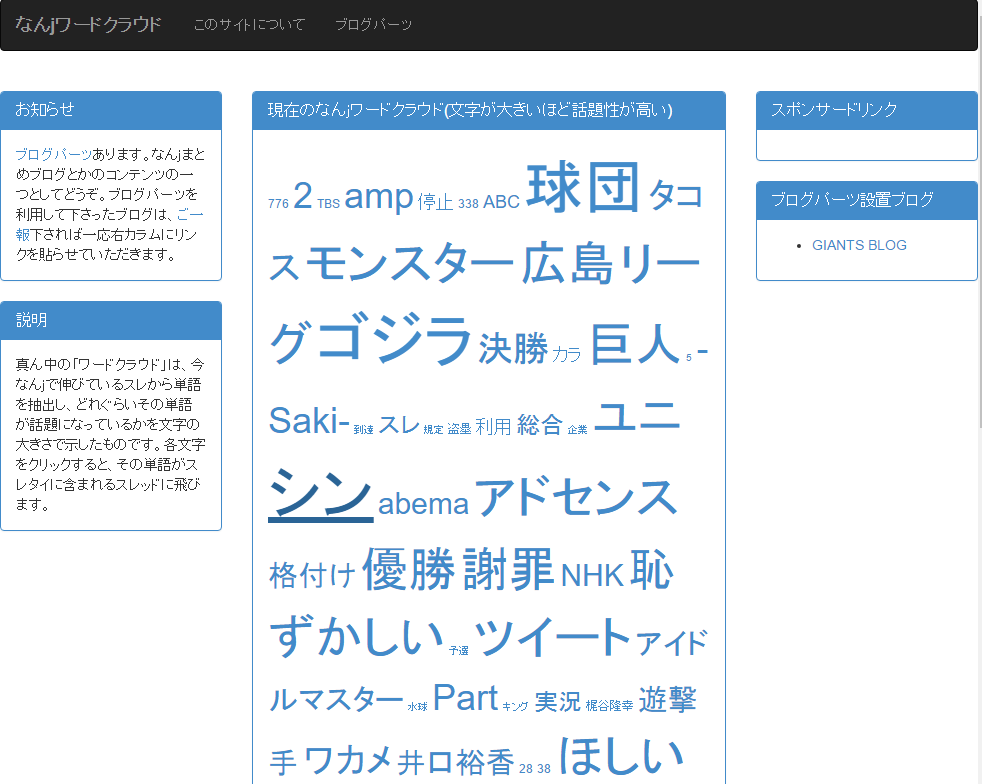 なんjワードクラウド このサイトについて ブログパーツ
お知らせ
ブログパーツあります。なんjまと
めブログとかのコンテンツの一
つとしてどうぞ。ブログパーツを
利用して下さったブログは、ご一
報下されば一応右カラムにリン
クを貼らせていただきます。
説明
真ん中の「ワードクラウド」は、今
なんjで伸びているスレから単語
を抽出し、どれぐらいその単語
が話題になっているかを文字の
大きさで示したものです。各文字
をクリックすると、その単語がス
レタイに含まれるスレッドに飛び
ます。
現在のなんjワードクラウド(文字が大きいほど話題性が高い)
776 2 TBS amp 停止 338 ABC 球団 タコ
ス モンスター 広島 リー
グ ゴジラ 決勝 カラ 巨人 5 -
Saki- 到達 スレ 規定 盗塁 利用 総合 企業 ユニ
シン abema アドセンス
格付け 優勝 謝罪 NHK 恥
ずかしい 予選 ツイート アイド
ルマスター 水球 Part キング 実況 梶谷隆幸 遊撃
手 ワカメ 井口裕香 28 38 ほしい
スポンサードリンク
ブログパーツ設置ブログ
• GIANTS BLOG